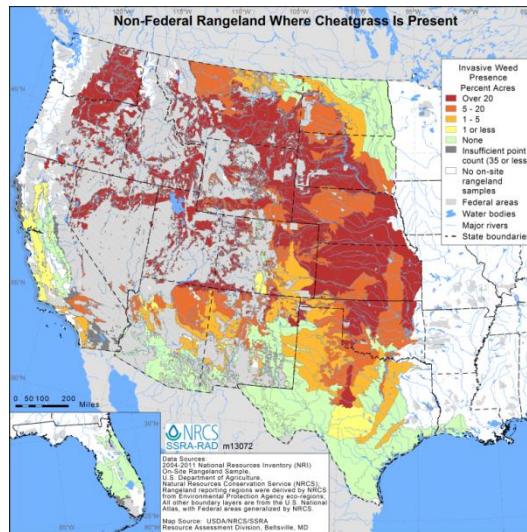 Non-Federal Rangeland Where Cheatgrass Is Present
Invasive Weed
Presence
Percent Acres
Over 20
5 - 20
1 - 5
1 or less
None
Insufficient point
count (35 or less
No on-site
rangeland
samples
Federal areas
Water bodies
Major rivers
State boundarie
0 50 100 200
Miles
NRCS
SSRA-RAD
m13072
Data Sources:
2004-2011 National Resources Inventory (NRI)
On-Site Rangeland Sample,
U.S. Department of Agriculture,
Natural Resources Conservation Service (NRCS);
Rangeland reporting regions were derived by NRCS
from Environmental Protection Agency eco-regions.
All other boundary layers are from the National
Atlas, with Federal areas generalized by NRCS.
Map Source: USDA/NRCS/SSRA
Resource Assessment Division, Beltsville, MD